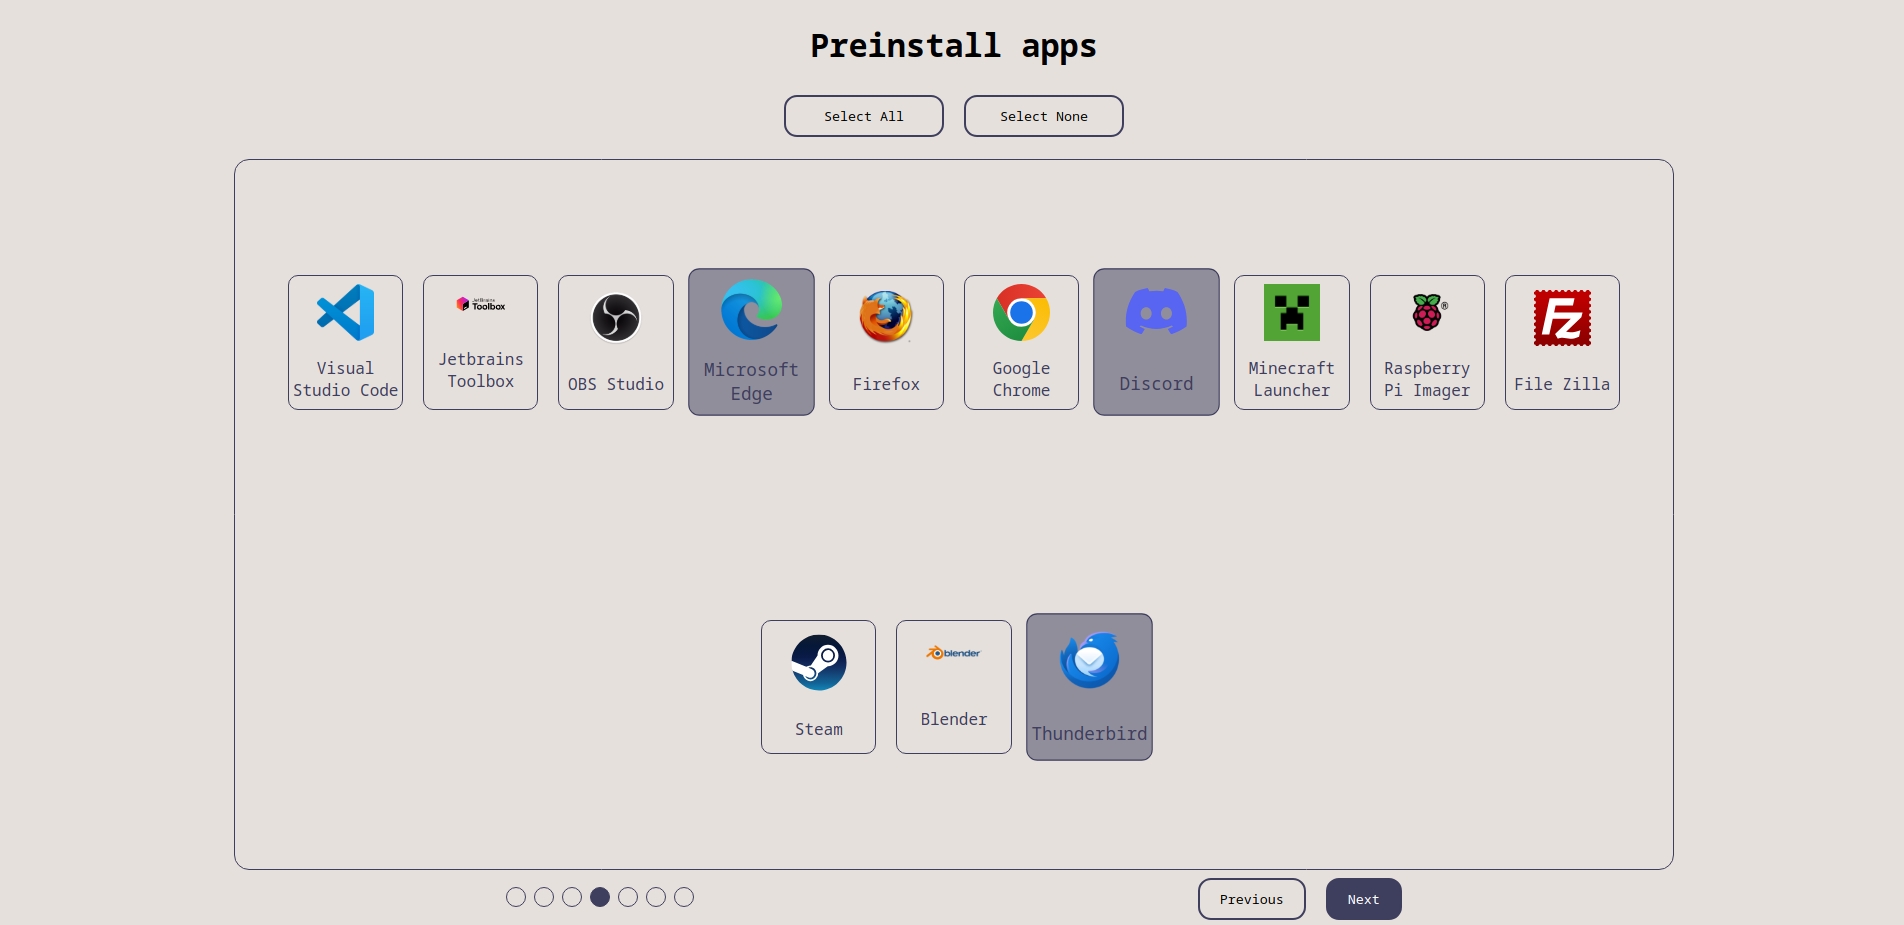 Preinstall apps
Select All
Select None
JetBrains
Toolbox
Visual
Studio Code
Jetbrains
Toolbox
OBS Studio
Microsoft
Edge
Firefox
Google
Chrome
Discord
Minecraft
Launcher
Raspberry
Pi Imager
®
FZ
File Zilla
Steam
blender
Blender
Thunderbird
Previous
Next